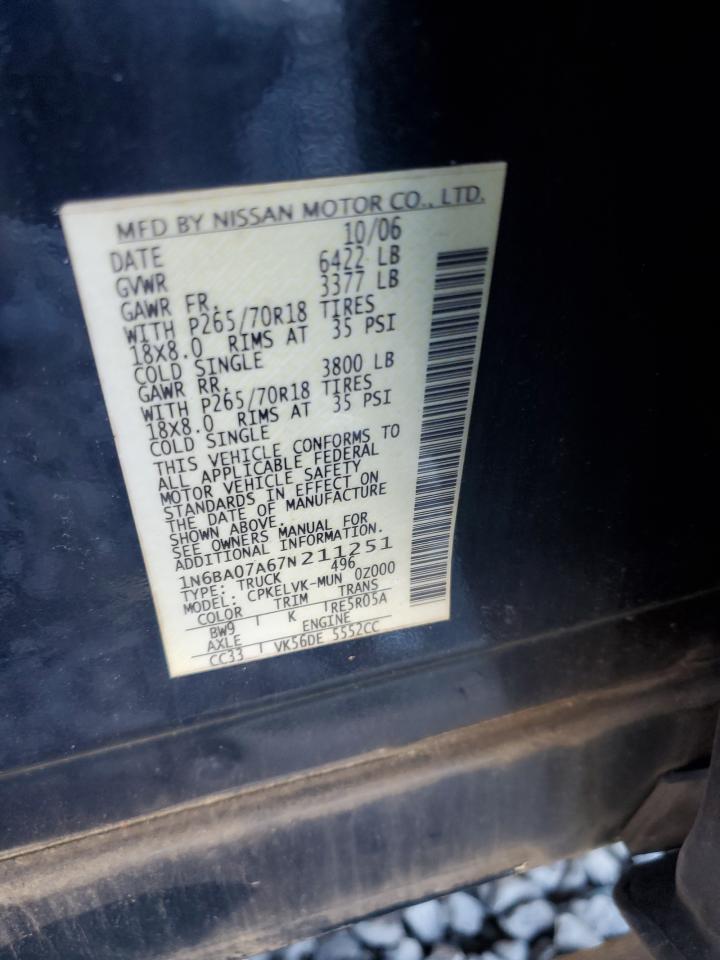 MFD BY NISSAN MOTOR CO., LTD.
DATE 10/06
GVWR 6422 LB
GAWR FR. 3377 LB
WITH P265/70R18 TIRES
18X8.0 RIMS AT 35 PSI
COLD SINGLE
GAWR RR. 3800 LB
WITH P265/70R18 TIRES
18X8.0 RIMS AT 35 PSI
COLD SINGLE
THIS VEHICLE CONFORMS TO
ALL APPLICABLE FEDERAL
MOTOR VEHICLE SAFETY
STANDARDS IN EFFECT ON
THE DATE OF MANUFACTURE
SHOWN ABOVE.
SEE OWNERS MANUAL FOR
ADDITIONAL INFORMATION.
1N6BA07A67N211251
TYPE: TRUCK 496
MODEL: CPKELVK-MUN 0Z000
COLOR TRIM TRANS
BW9 K RE5R05A
AXLE ENGINE
CC33 VK56DE 5552CC